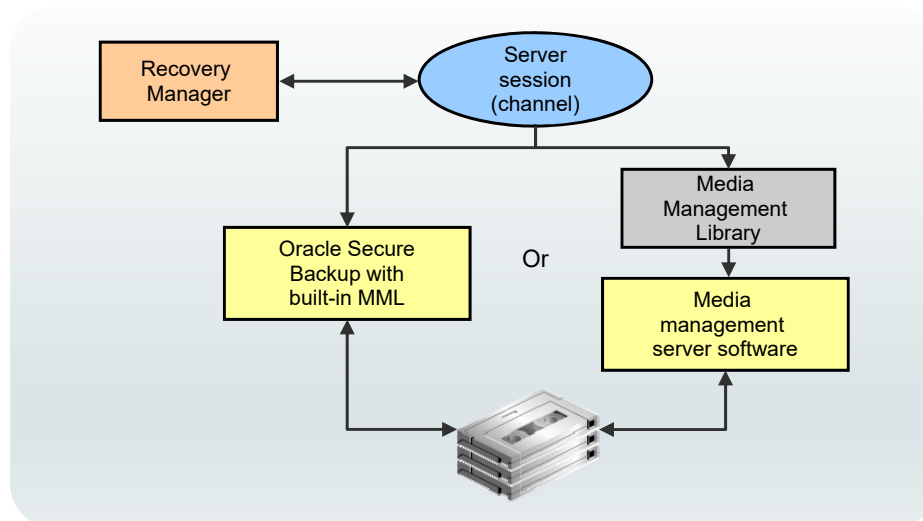 Recovery
Manager
Server
session
(channel)
Media
Management
Library
Oracle Secure
Backup with
built-in MML
Or
Media
management
server software